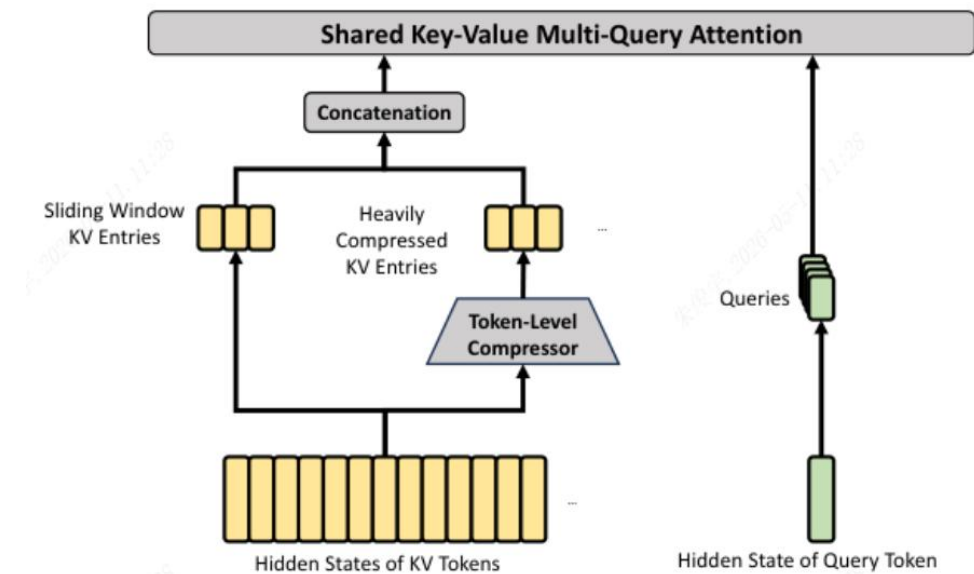 Shared Key-Value Multi-Query Attention
Concatenation
Sliding Window
KV Entries
Heavily
Compressed
KV Entries
...
Token-Level
Compressor
Queries
...
Hidden States of KV Tokens
Hidden State of Query Token